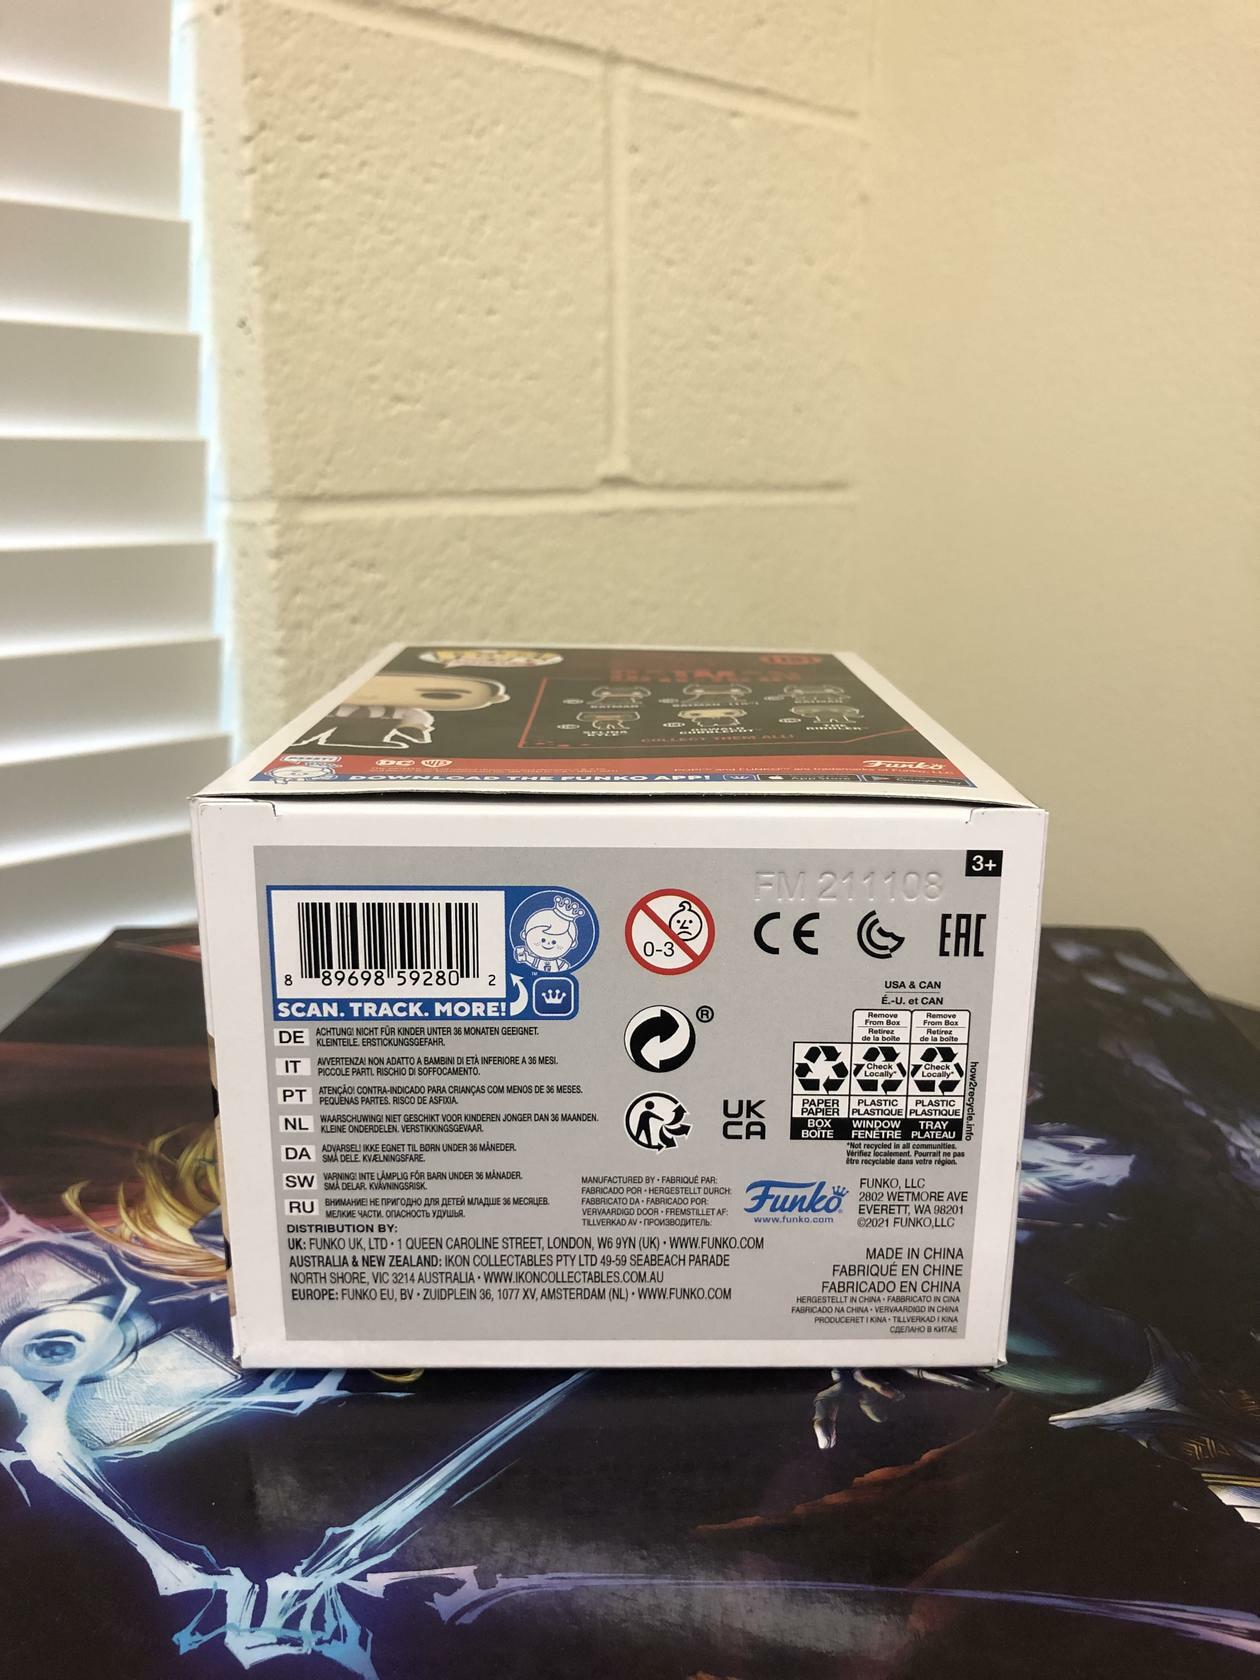 BATMAN
BATMAN
BATMAN
BATMAN
SELINA
KYLE
OSWALD
COBBLEPOT
THE
RIDDLER
COLLECT THEM ALL!
DC
Funko
DOWNLOAD THE FUNKO APP!
App Store
3+
FM 211108
8 89698 59280 2
SCAN. TRACK. MORE!
0-3
CE
EAC
USA & CAN
É.-U. et CAN
Remove
From Box
Retirez
de la boîte
Remove
From Box
Retirez
de la boîte
Check
Locally*
Check
Locally*
PAPER
PAPIER
PLASTIC
PLASTIQUE
PLASTIC
PLASTIQUE
BOX
BOÎTE
WINDOW
FENÊTRE
TRAY
PLATEAU
how2recycle.info
*Not recycled in all communities.
Vérifiez localement. Pourrait ne pas
être recyclable dans votre région.
®
UK
CA
DE ACHTUNG! NICHT FÜR KINDER UNTER 36 MONATEN GEEIGNET.
KLEINTEILE. ERSTICKUNGSGEFAHR.
IT AVVERTENZA! NON ADATTO A BAMBINI DI ETÀ INFERIORE A 36 MESI.
PICCOLE PARTI. RISCHIO DI SOFFOCAMENTO.
PT ATENÇÃO! CONTRA-INDICADO PARA CRIANÇAS COM MENOS DE 36 MESES.
PEQUENAS PARTES. RISCO DE ASFIXIA.
NL WAARSCHUWING! NIET GESCHIKT VOOR KINDEREN JONGER DAN 36 MAANDEN.
KLEINE ONDERDELEN. VERSTIKKINGSGEVAAR.
DA ADVARSEL! IKKE EGNET TIL BØRN UNDER 36 MÅNEDER.
SMÅ DELE. KVÆLNINGSFARE.
SW VARNING! INTE LÄMPLIG FÖR BARN UNDER 36 MÅNADER.
SMÅ DELAR. KVÄVNINGSRISK.
RU ВНИМАНИЕ! НЕ ПРИГОДНО ДЛЯ ДЕТЕЙ МЛАДШЕ 36 МЕСЯЦЕВ.
МЕЛКИЕ ЧАСТИ. ОПАСНОСТЬ УДУШЬЯ.
DISTRIBUTION BY:
UK: FUNKO UK, LTD • 1 QUEEN CAROLINE STREET, LONDON, W6 9YN (UK) • WWW.FUNKO.COM
AUSTRALIA & NEW ZEALAND: IKON COLLECTABLES PTY LTD 49-59 SEABEACH PARADE
NORTH SHORE, VIC 3214 AUSTRALIA • WWW.IKONCOLLECTABLES.COM.AU
EUROPE: FUNKO EU, BV • ZUIDPLEIN 36, 1077 XV, AMSTERDAM (NL) • WWW.FUNKO.COM
MANUFACTURED BY • FABRIQUÉ PAR:
FABRICADO POR • HERGESTELLT DURCH:
FABBRICATO DA • FABRICADO POR:
VERVAARDIGD DOOR • FREMSTILLET AF:
TILLVERKAD AV • ПРОИЗВОДИТЕЛЬ:
Funko®
www.funko.com
FUNKO, LLC
2802 WETMORE AVE
EVERETT, WA 98201
©2021 FUNKO,LLC
MADE IN CHINA
FABRIQUÉ EN CHINE
FABRICADO EN CHINA
HERGESTELLT IN CHINA • FABBRICATO IN CINA
FABRICADO NA CHINA • VERVAARDIGD IN CHINA
PRODUCERET I KINA • TILLVERKAD I KINA
СДЕЛАНО В КИТАЕ